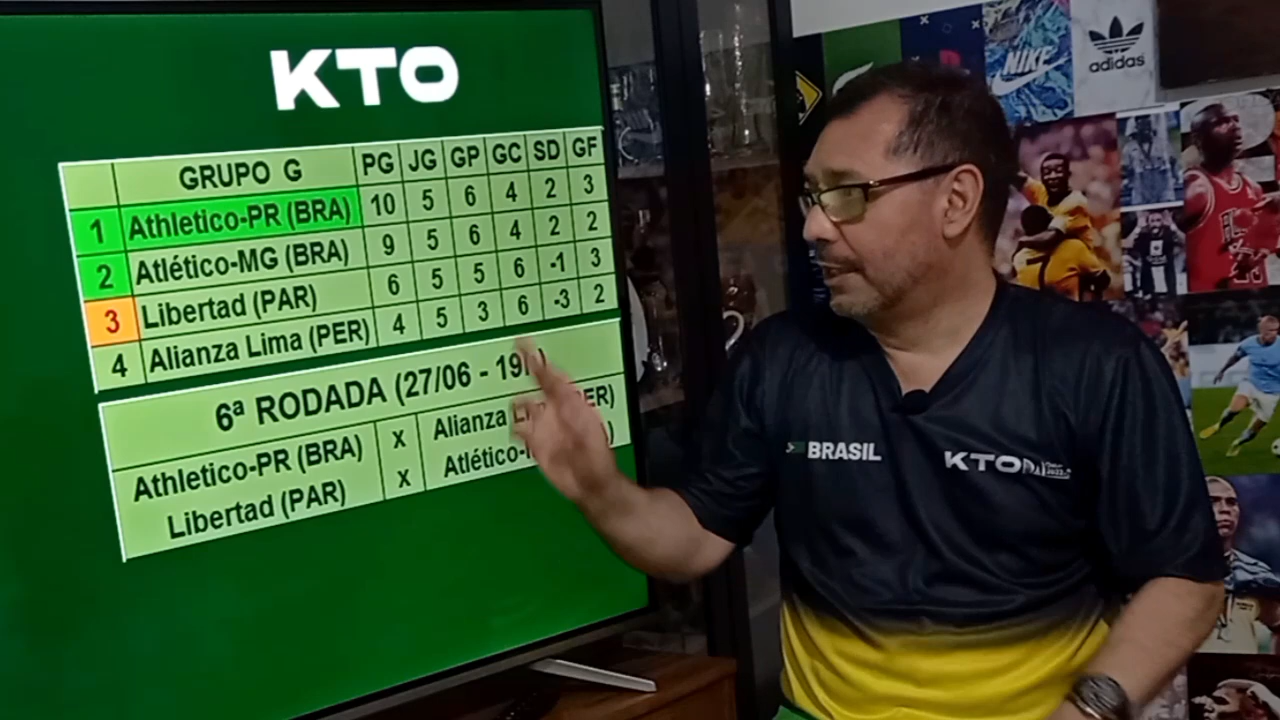 KTO
GRUPO G PG JG GP GC SD GF
1 Athletico-PR (BRA) 10 5 6 4 2 3
2 Atlético-MG (BRA) 9 5 6 4 2 2
3 Libertad (PAR) 6 5 5 6 -1 3
4 Alianza Lima (PER) 4 5 3 6 -3 2
6ª RODADA (27/06 - 19
Athletico-PR (BRA) x Alianza
Libertad (PAR) x Atlético-
NIKE
adidas
BRASIL
KTO